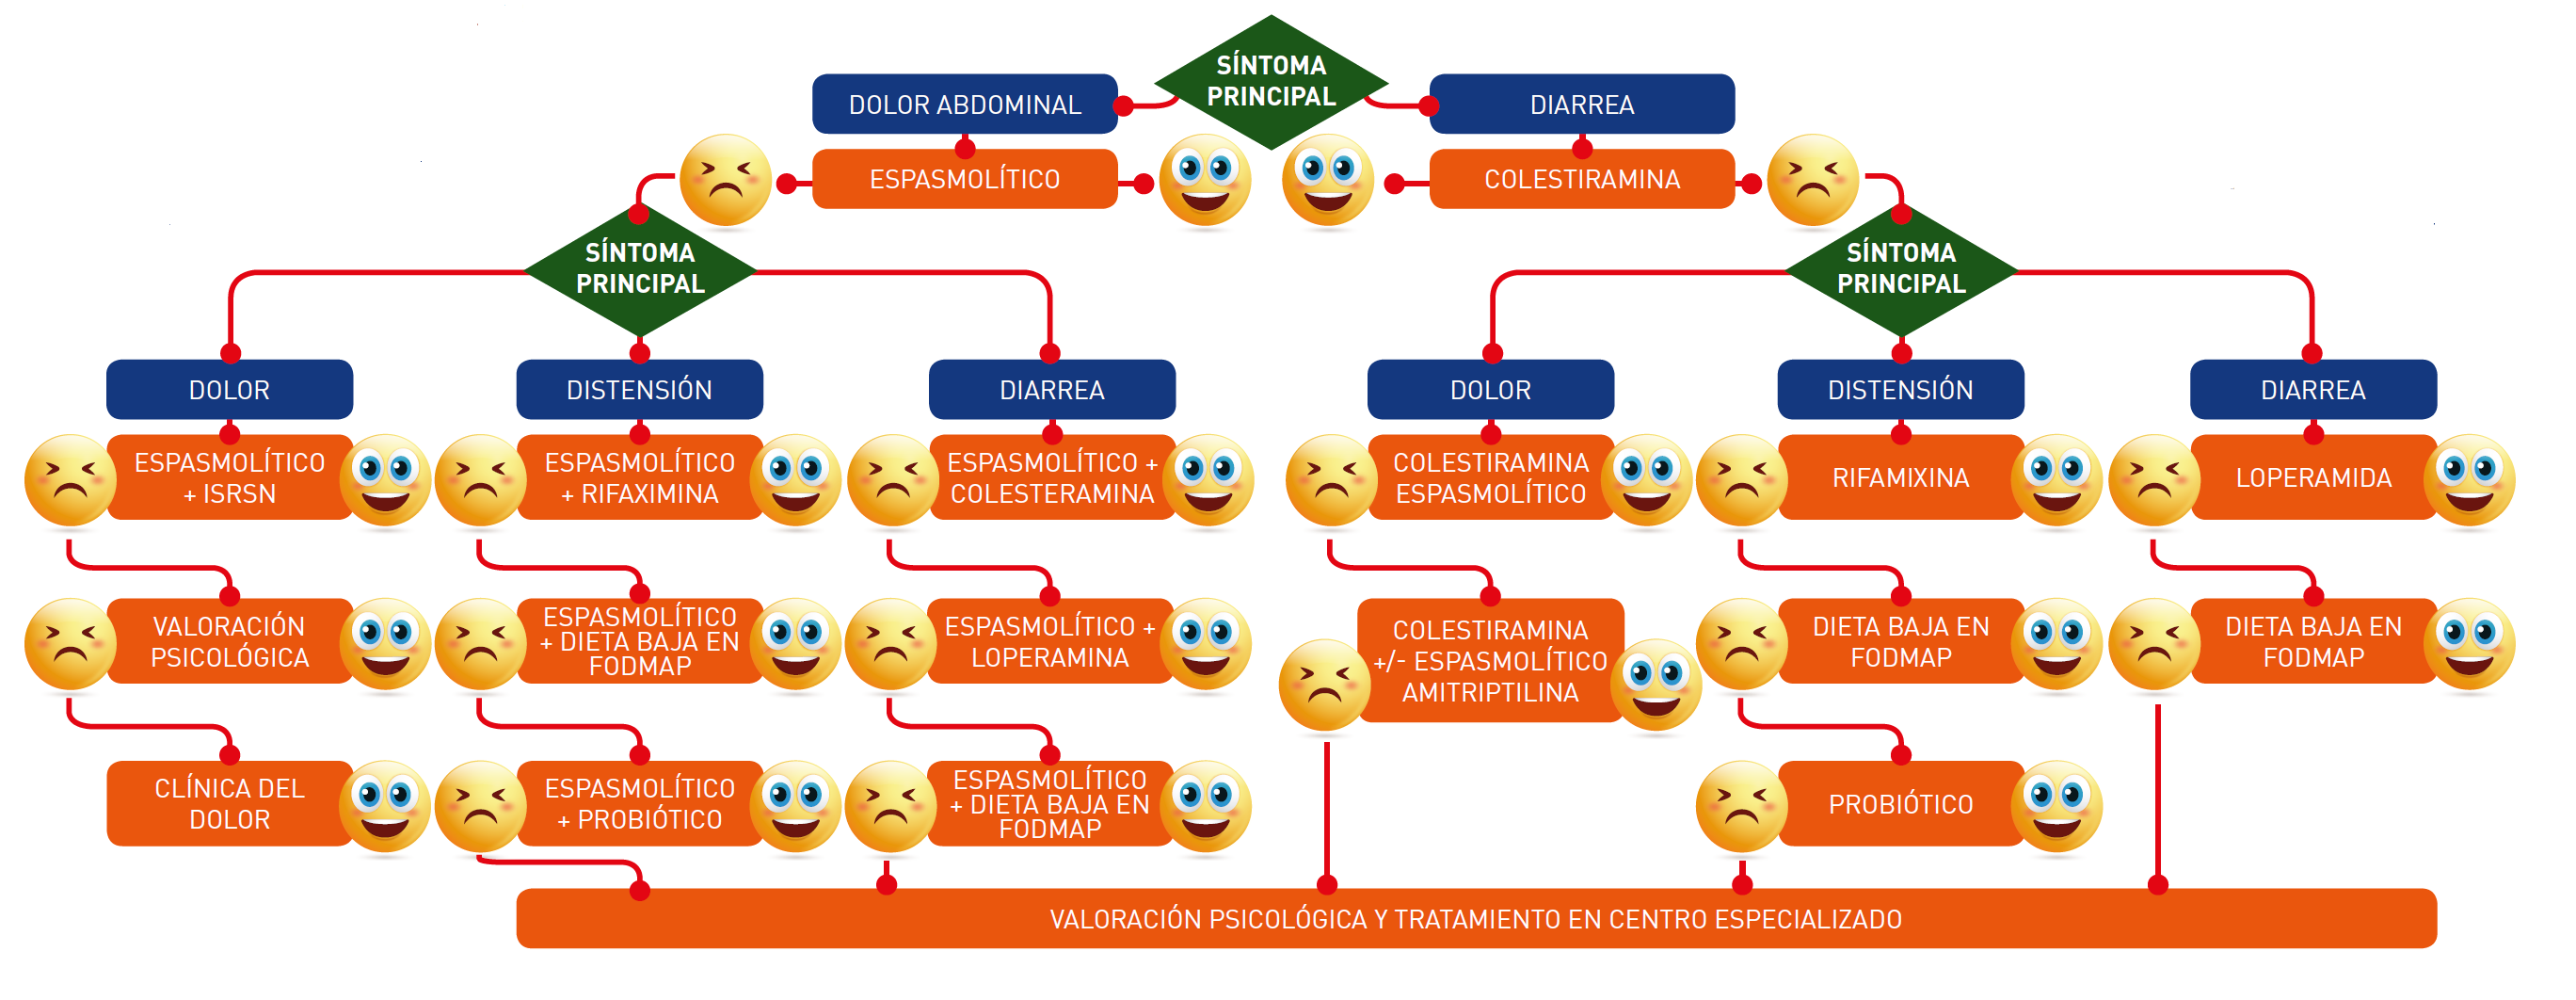 SÍNTOMA
PRINCIPAL
DOLOR ABDOMINAL
DIARREA
ESPASMOLÍTICO
COLESTIRAMINA
SÍNTOMA
PRINCIPAL
SÍNTOMA
PRINCIPAL
DOLOR
DISTENSIÓN
DIARREA
DOLOR
DISTENSIÓN
DIARREA
ESPASMOLÍTICO
+ ISRSN
ESPASMOLÍTICO
+ RIFAXIMINA
ESPASMOLÍTICO +
COLESTERAMINA
COLESTIRAMINA
ESPASMOLÍTICO
RIFAMIXINA
LOPERAMIDA
VALORACIÓN
PSICOLÓGICA
ESPASMOLÍTICO
+ DIETA BAJA EN
FODMAP
ESPASMOLÍTICO +
LOPERAMINA
COLESTIRAMINA
+/- ESPASMOLÍTICO
AMITRIPTILINA
DIETA BAJA EN
FODMAP
DIETA BAJA EN
FODMAP
CLÍNICA DEL
DOLOR
ESPASMOLÍTICO
+ PROBIÓTICO
ESPASMOLÍTICO
+ DIETA BAJA EN
FODMAP
PROBIÓTICO
VALORACIÓN PSICOLÓGICA Y TRATAMIENTO EN CENTRO ESPECIALIZADO